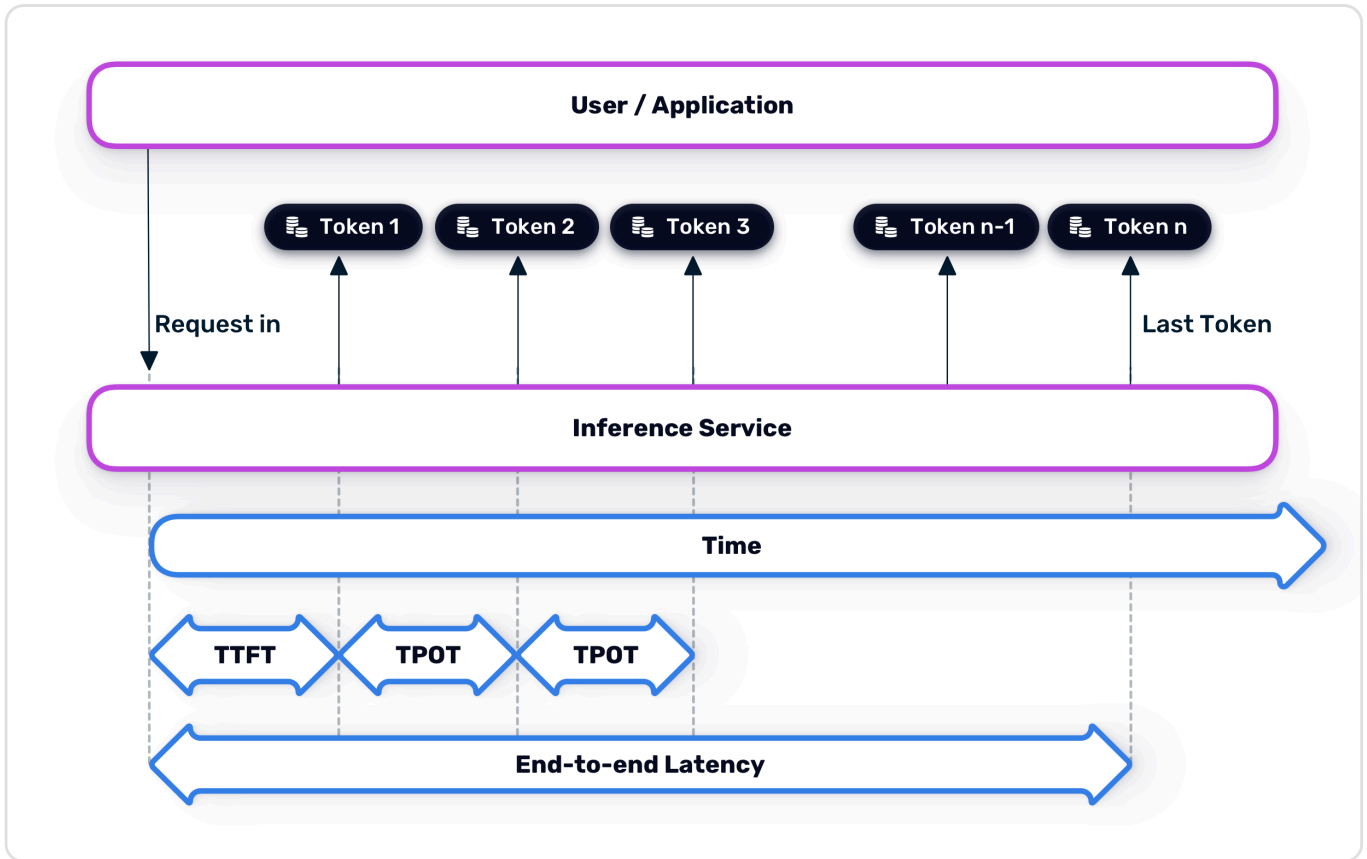 User / Application
Token 1
Token 2
Token 3
Token n-1
Token n
Request in
Last Token
Inference Service
Time
TTFT
TPOT
TPOT
End-to-end Latency